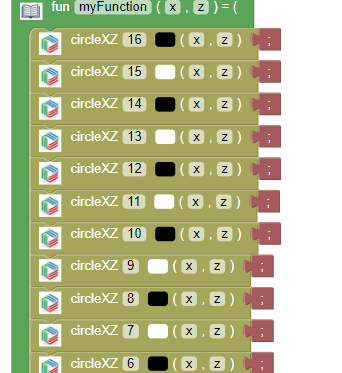 fun myFunction ( x , z ) = (
circleXZ 16 ( x , z ) ;
circleXZ 15 ( x , z ) ;
circleXZ 14 ( x , z ) ;
circleXZ 13 ( x , z ) ;
circleXZ 12 ( x , z ) ;
circleXZ 11 ( x , z ) ;
circleXZ 10 ( x , z ) ;
circleXZ 9 ( x , z ) ;
circleXZ 8 ( x , z ) ;
circleXZ 7 ( x , z ) ;
circleXZ 6 ( x , z ) ;